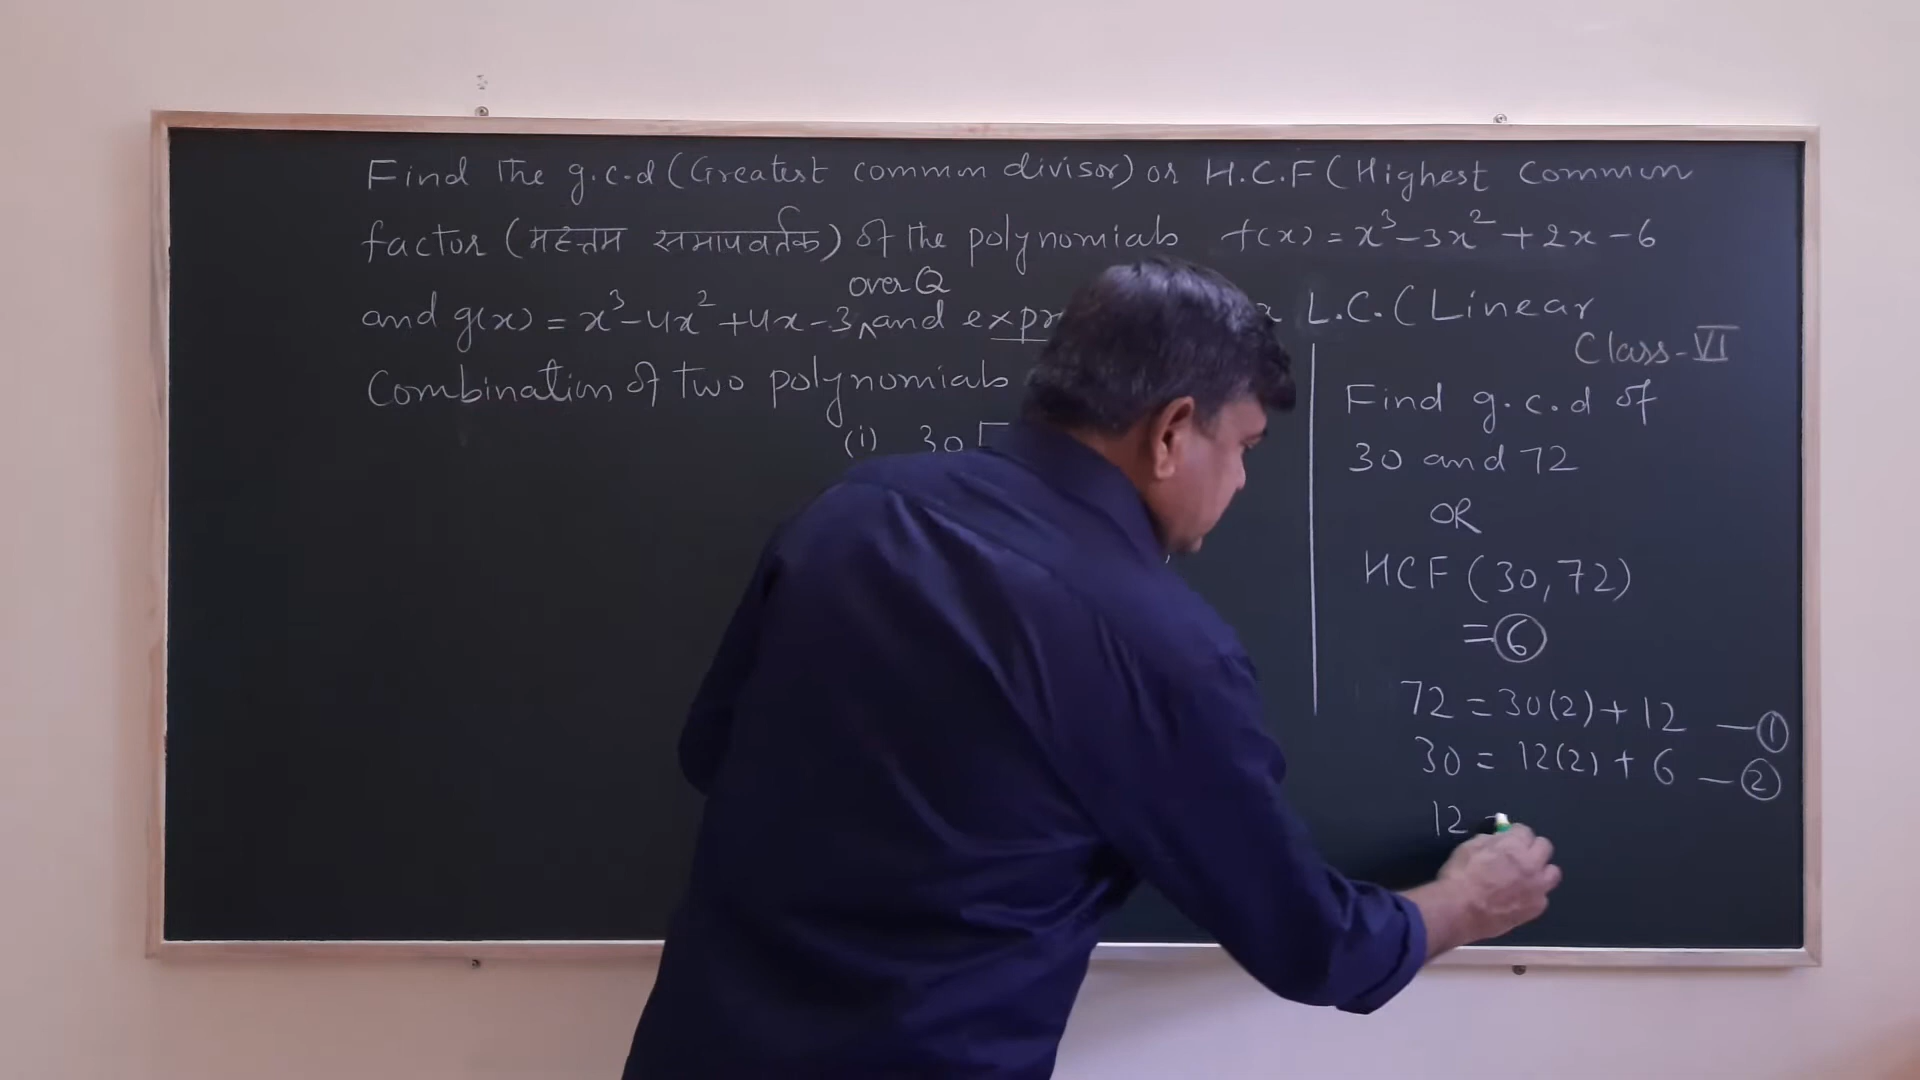 Find the g.c.d (Greatest common divisor) or H.C.F (Highest Common
factor (महत्तम समापवर्तक) of the polynomials f(x) = x³ - 3x² + 2x - 6
over Q
and g(x) = x³ - 4x² + 4x - 3 ^ and L.C. (Linear
Combination of two polynomials
(i) 30
Class - VI
Find g.c.d of
30 and 72
OR
HCF (30, 72)
= 6
72 = 30(2) + 12 — 1
30 = 12(2) + 6 — 2
12